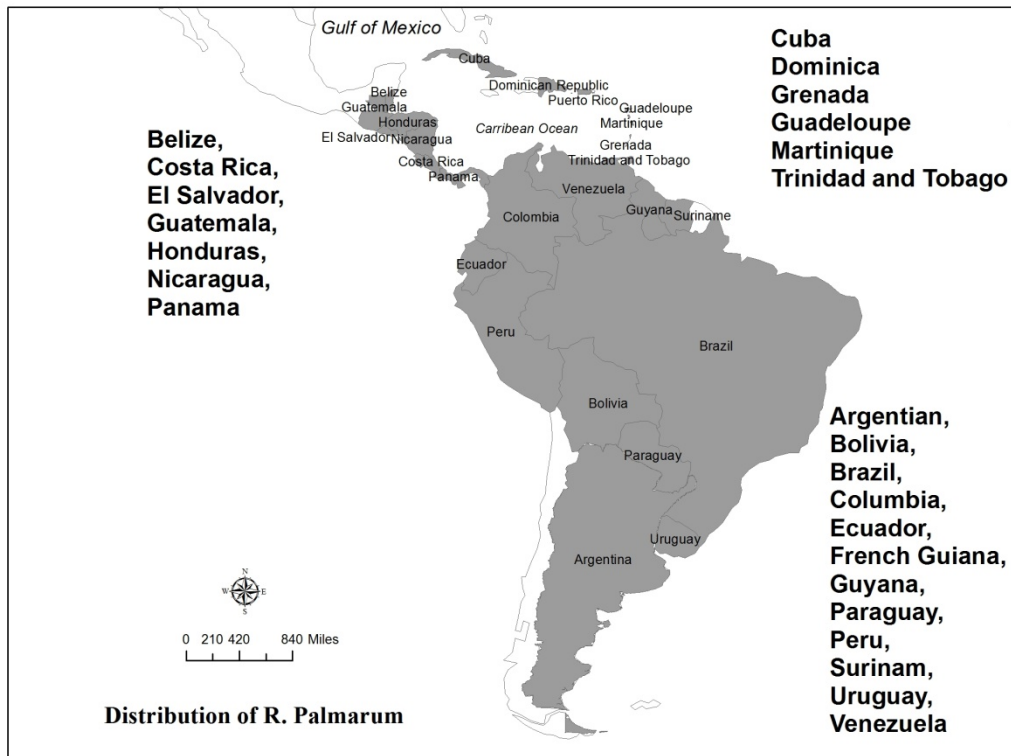 Gulf of Mexico
Cuba
Dominican Republic
Puerto Rico
Belize
Guatemala
Honduras
El Salvador
Nicaragua
Carribean Ocean
Guadeloupe
Martinique
Grenada
Trinidad and Tobago
Costa Rica
Panama
Venezuela
Guyana
Suriname
Colombia
Ecuador
Peru
Brazil
Bolivia
Paraguay
Uruguay
Argentina
Cuba
Dominica
Grenada
Guadeloupe
Martinique
Trinidad and Tobago
Belize,
Costa Rica,
El Salvador,
Guatemala,
Honduras,
Nicaragua,
Panama
Argentian,
Bolivia,
Brazil,
Columbia,
Ecuador,
French Guiana,
Guyana,
Paraguay,
Peru,
Surinam,
Uruguay,
Venezuela
N
W E
S
0 210 420 840 Miles
Distribution of R. Palmarum